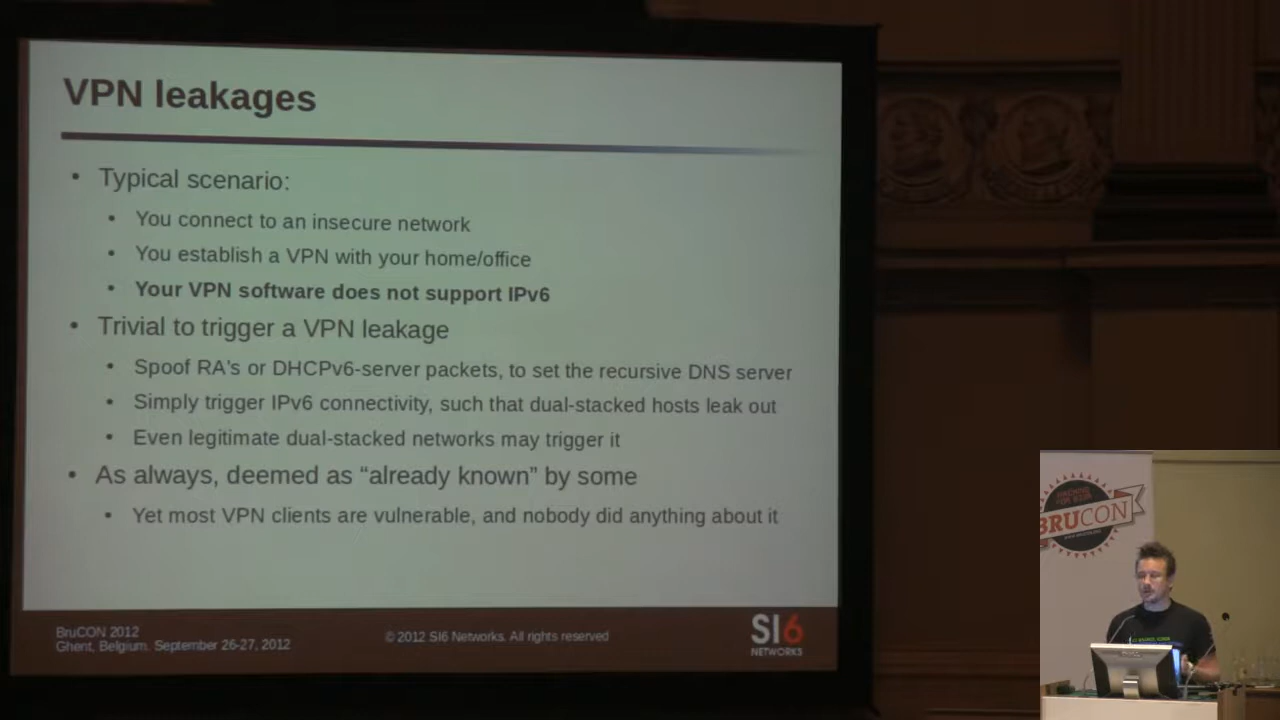 VPN leakages
• Typical scenario:
• You connect to an insecure network
• You establish a VPN with your home/office
• Your VPN software does not support IPv6
• Trivial to trigger a VPN leakage
• Spoof RA's or DHCPv6-server packets, to set the recursive DNS server
• Simply trigger IPv6 connectivity, such that dual-stacked hosts leak out
• Even legitimate dual-stacked networks may trigger it
• As always, deemed as “already known” by some
• Yet most VPN clients are vulnerable, and nobody did anything about it
BruCON 2012
Ghent, Belgium. September 26-27, 2012
© 2012 SI6 Networks. All rights reserved
SI6
NETWORKS
BRUCON